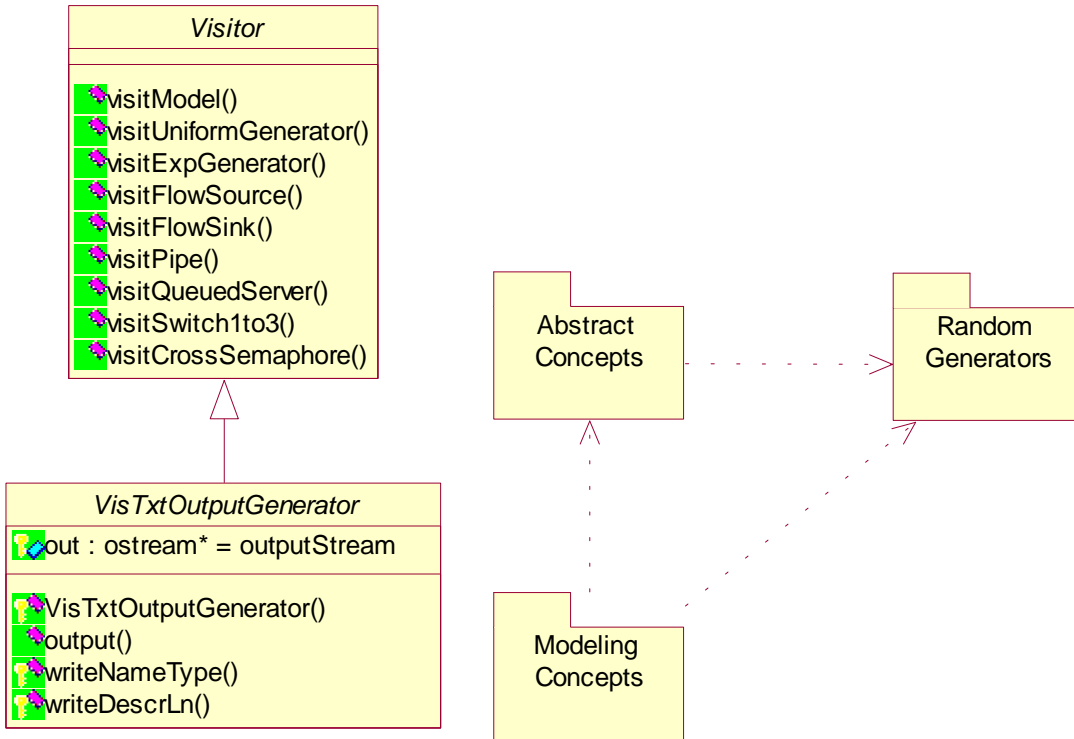 Visitor
visitModel()
visitUniformGenerator()
visitExpGenerator()
visitFlowSource()
visitFlowSink()
visitPipe()
visitQueuedServer()
visitSwitch1to3()
visitCrossSemaphore()
VisTxtOutputGenerator
out : ostream* = outputStream
VisTxtOutputGenerator()
output()
writeNameType()
writeDescrLn()
Abstract
Concepts
Random
Generators
Modeling
Concepts